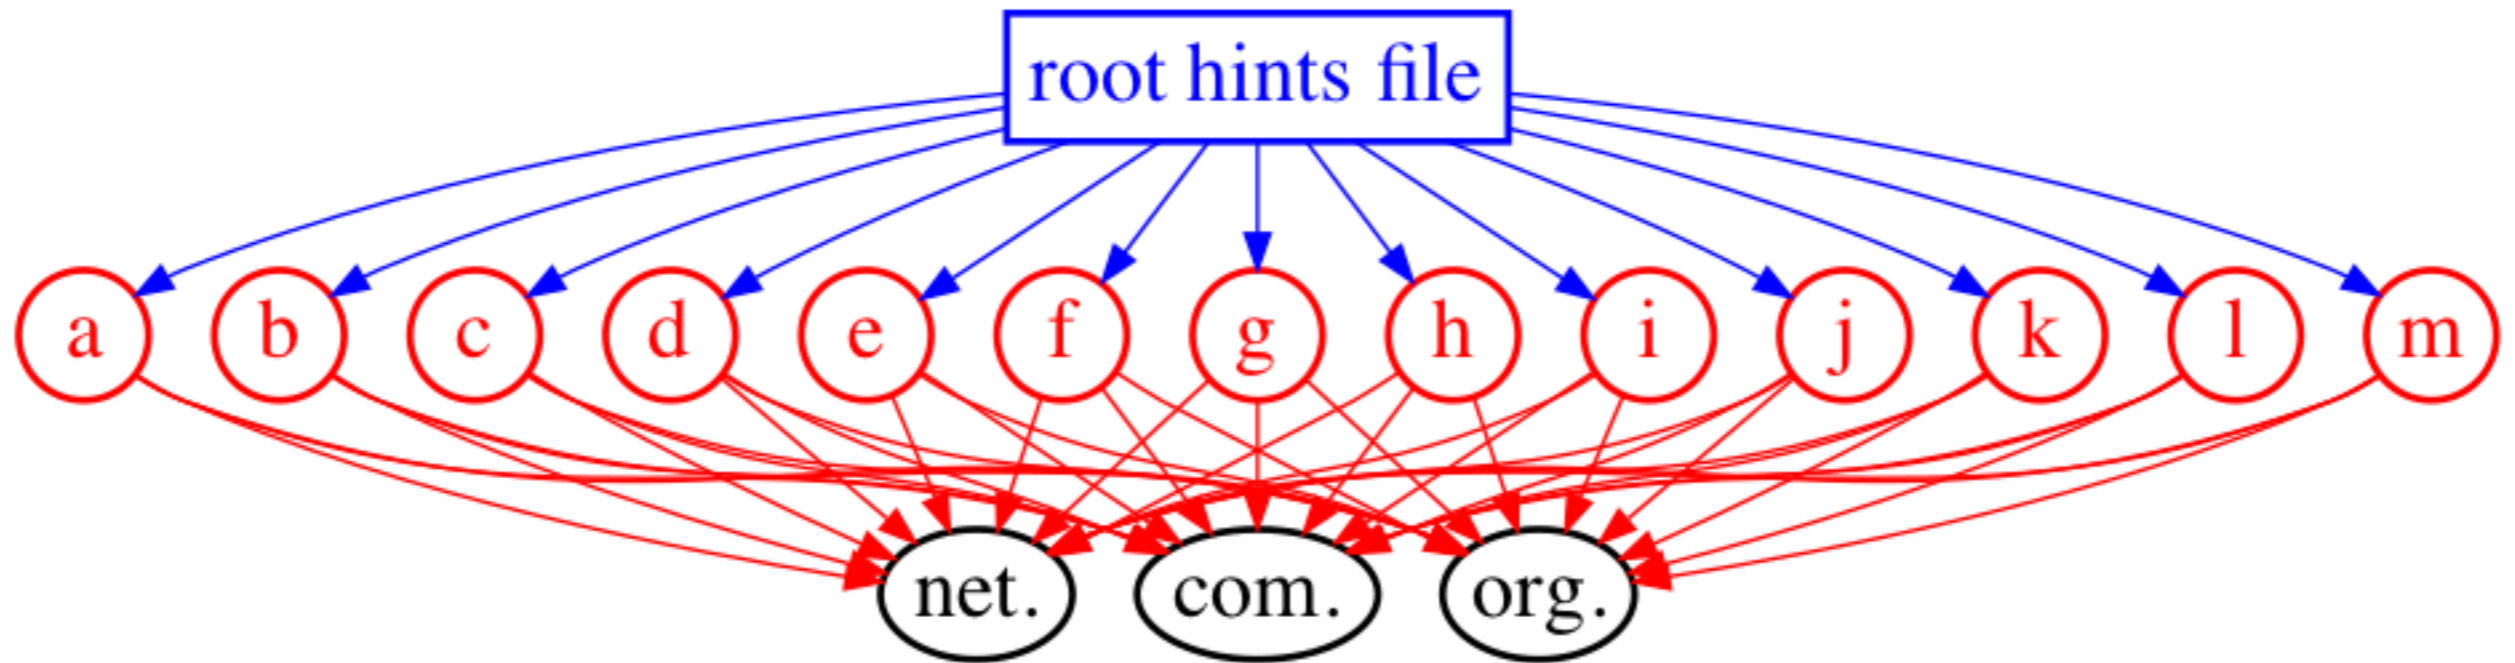 root hints file
a b c d e f g h i j k l m
net. com. org.